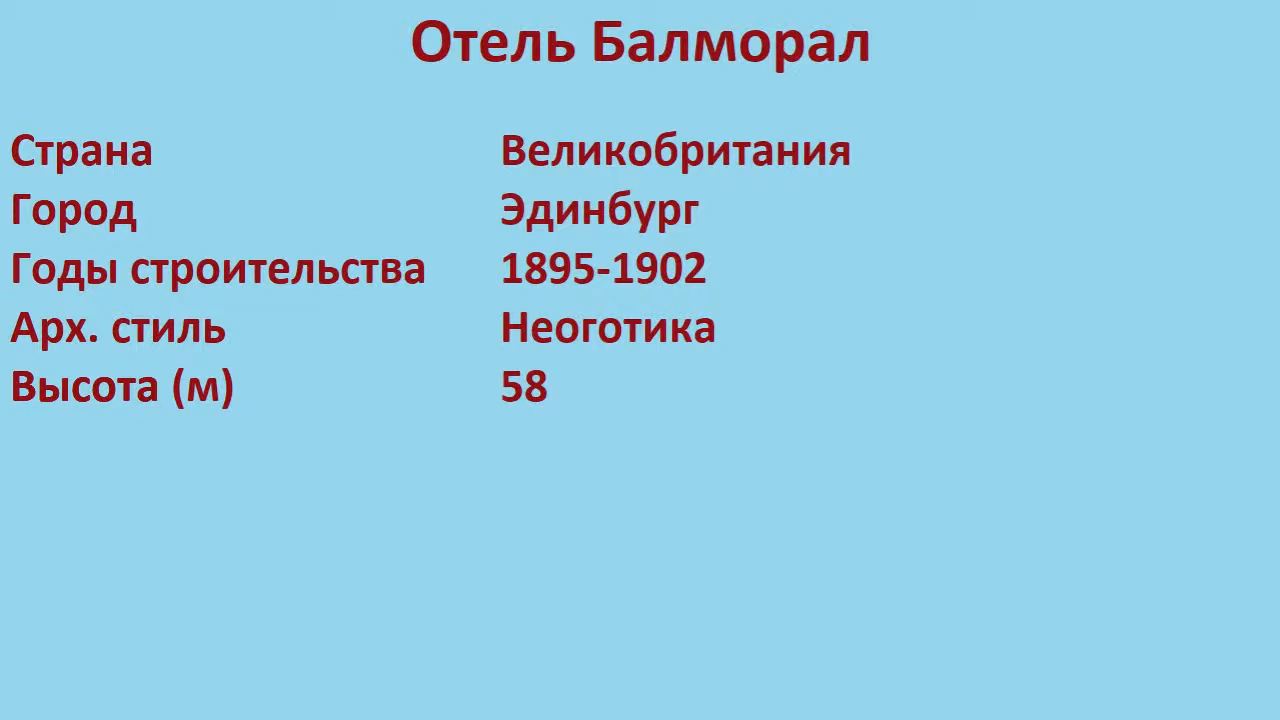 Отель Балморал
Страна Великобритания
Город Эдинбург
Годы строительства 1895-1902
Арх. стиль Неоготика
Высота (м) 58